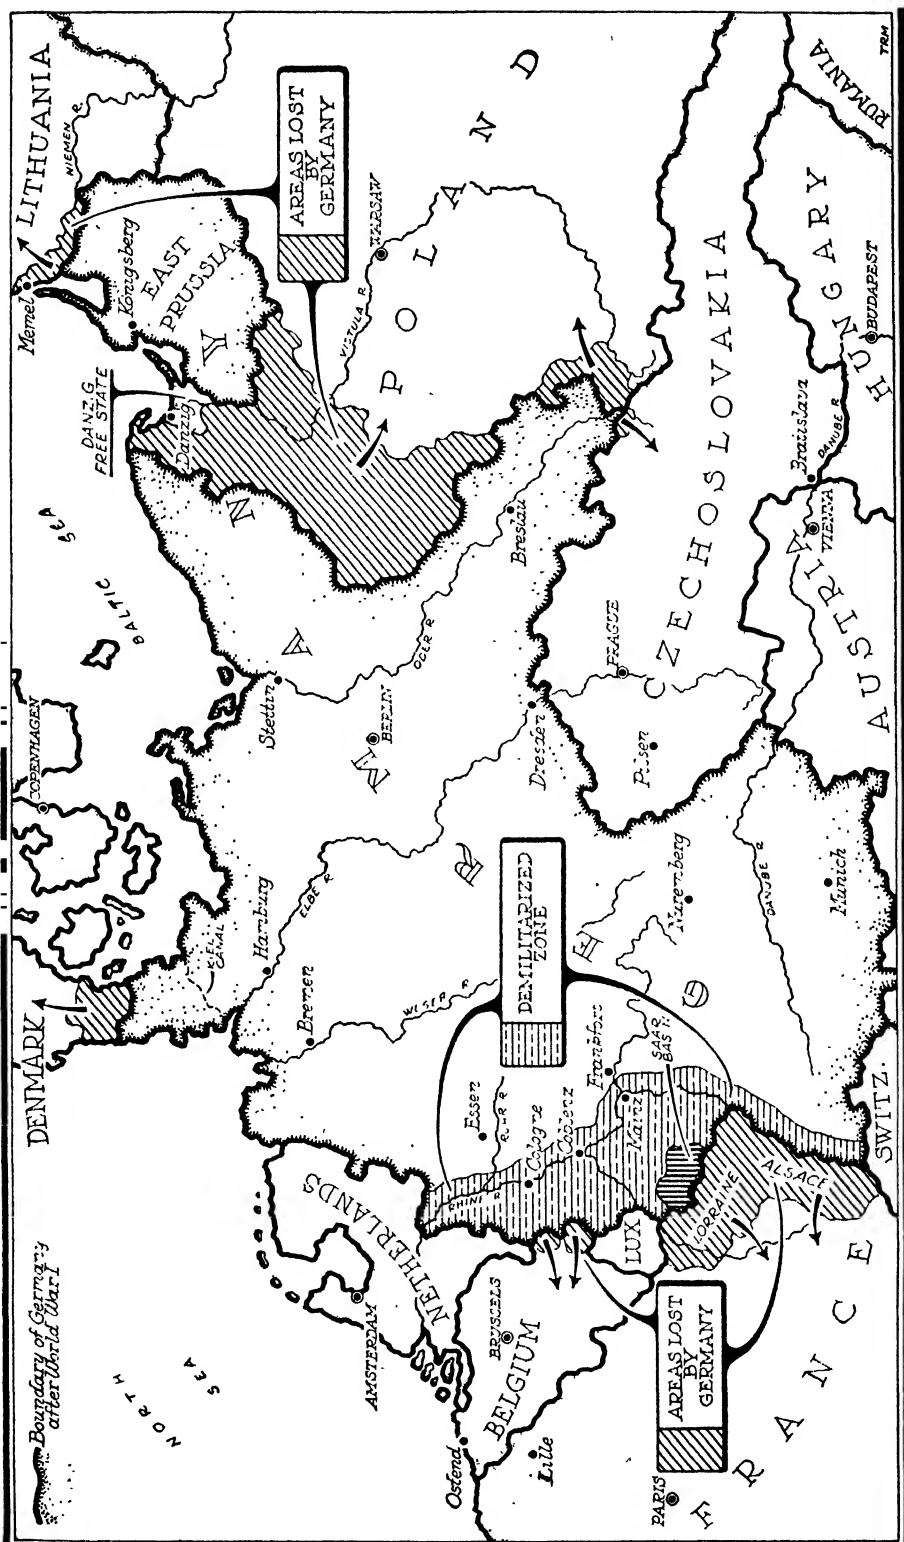 Boundary of Germany
after World War I
NORTH
SEA
DENMARK
COPENHAGEN
BALTIC
SEA
DANZ.G
FREE STATE
Danzig
Memel
LITHUANIA
NIEMEN R.
Königsberg
EAST
PRUSSIA
AREAS LOST
BY
GERMANY
KIEL
CANAL
Hamburg
Bremen
ELBE R
WESER R
Stettin
BERLIN
ODER R
VISTULA R
WARSAW
POLAND
GERMANY
NETHERLANDS
AMSTERDAM
Ostend
BRUSSELS
BELGIUM
Lille
LUX
Essen
RUHR R
RHINE R
Cologne
Coblenz
Frankfort
Mainz
SAAR
BASIN
DEMILITARIZED
ZONE
Dresden
Breslau
PRAGUE
Pilsen
CZECHOSLOVAKIA
Nuremberg
DANUBE R
Munich
LORRAINE
ALSACE
AREAS LOST
BY
GERMANY
PARIS
FRANCE
SWITZ.
AUSTRIA
VIENNA
Bratislava
DANUBE R
HUNGARY
BUDAPEST
RUMANIA
TRM